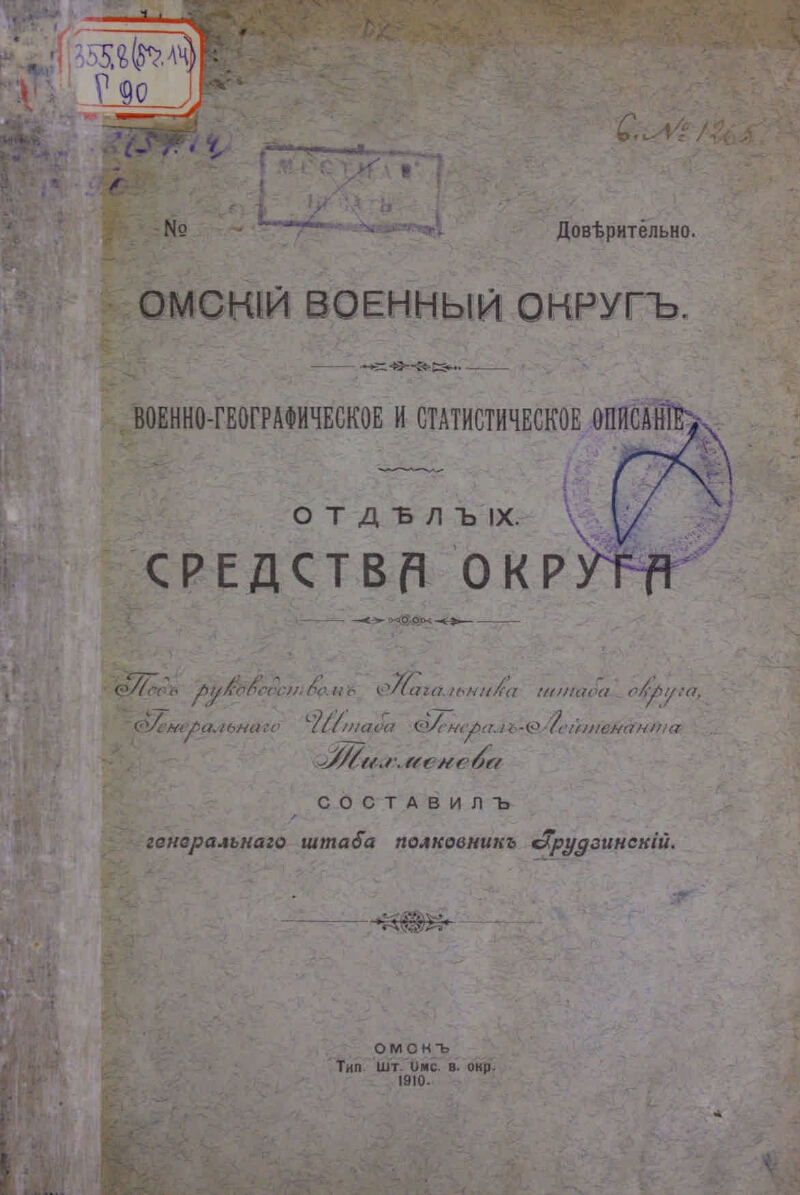 355,8(57.14)
Г 90
С. № 1265
МѢСТНАЯ
№
Довѣрительно.
ОМСКІЙ ВОЕННЫЙ ОКРУГЪ.
ВОЕННО-ГЕОГРАФИЧЕСКОЕ И СТАТИСТИЧЕСКОЕ ОПИСАНІЕ
ОТДѢЛЪ IX.
СРЕДСТВА ОКРУГА
Подъ руководствомъ Начальника штаба округа,
Генеральнаго Штаба Генералъ-Лейтенанта
Тихменева
СОСТАВИЛЪ
генеральнаго штаба полковникъ Грудзинскій.
ОМСКЪ
Тип. Шт. Омс. в. окр.
1910.